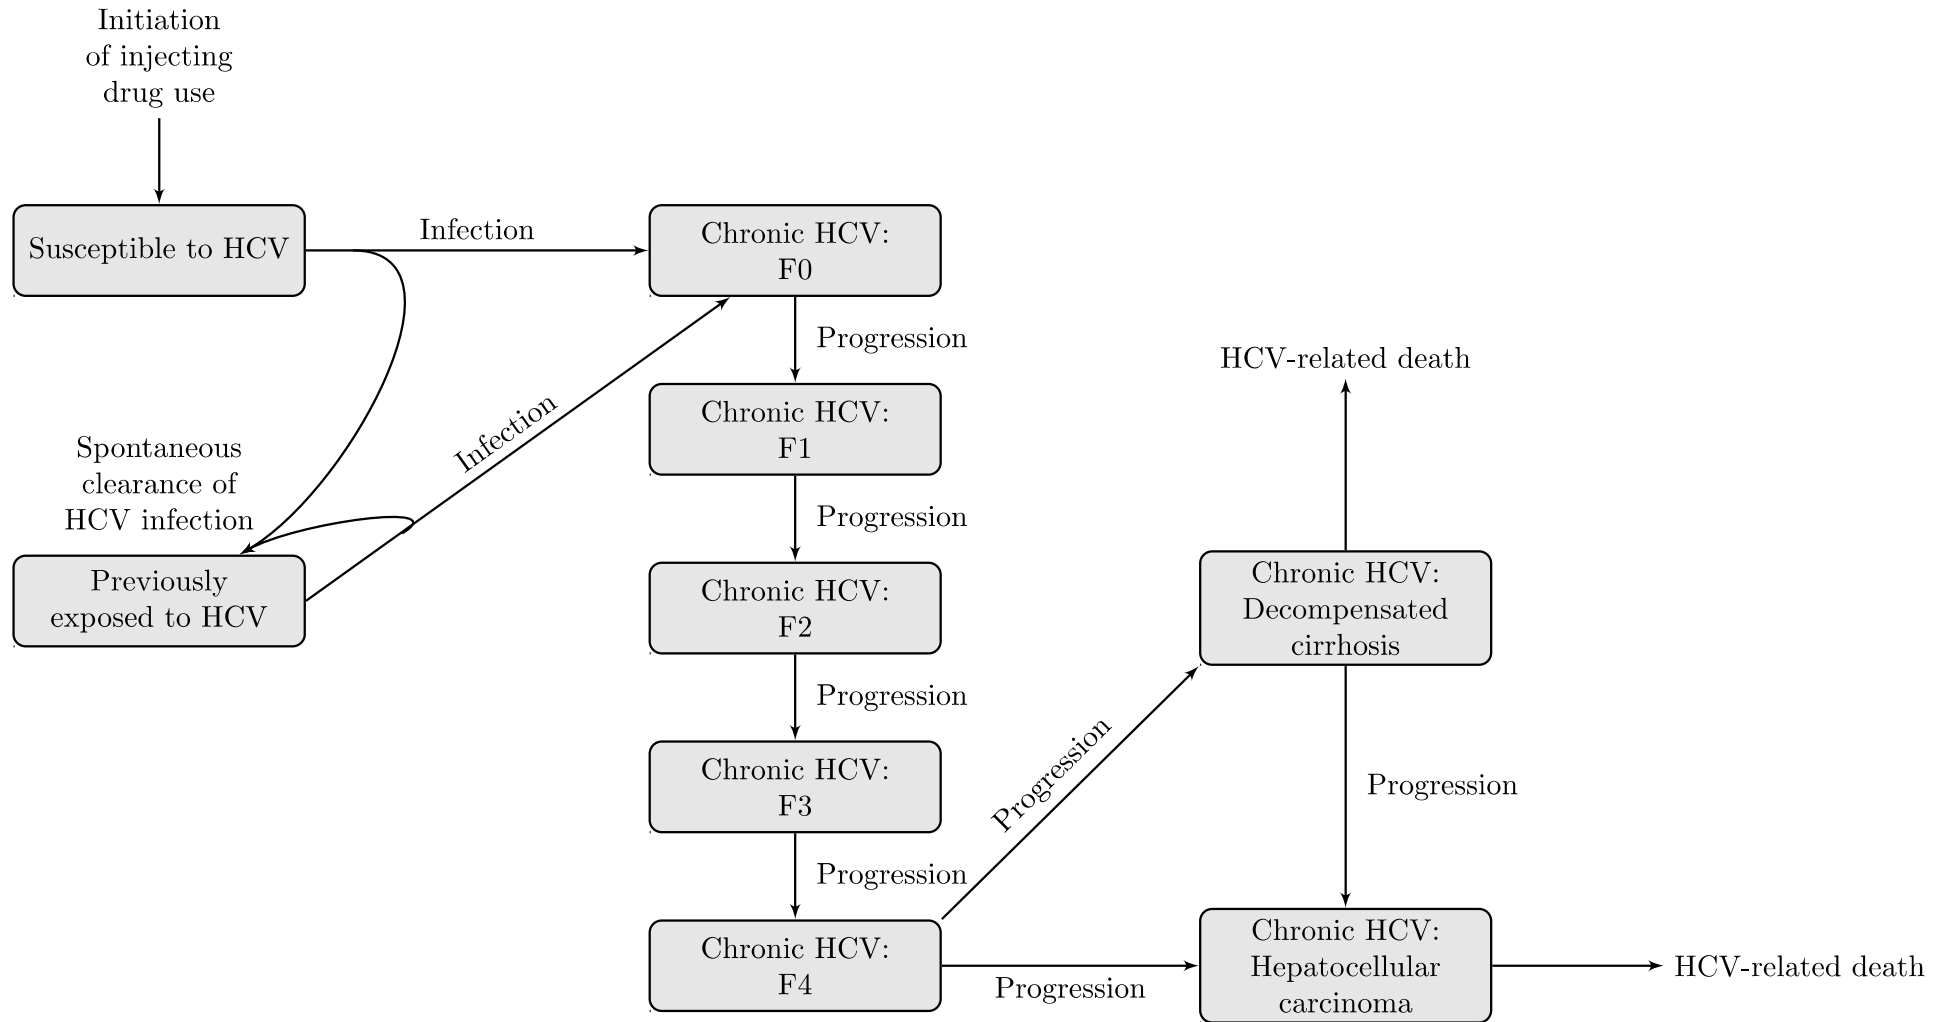 Initiation
of injecting
drug use
Susceptible to HCV
Infection
Chronic HCV:
F0
Progression
HCV-related death
Chronic HCV:
F1
Infection
Spontaneous
clearance of
HCV infection
Progression
Previously
exposed to HCV
Chronic HCV:
F2
Chronic HCV:
Decompensated
cirrhosis
Progression
Progression
Progression
Chronic HCV:
F3
Progression
Chronic HCV:
F4
Progression
Chronic HCV:
Hepatocellular
carcinoma
HCV-related death